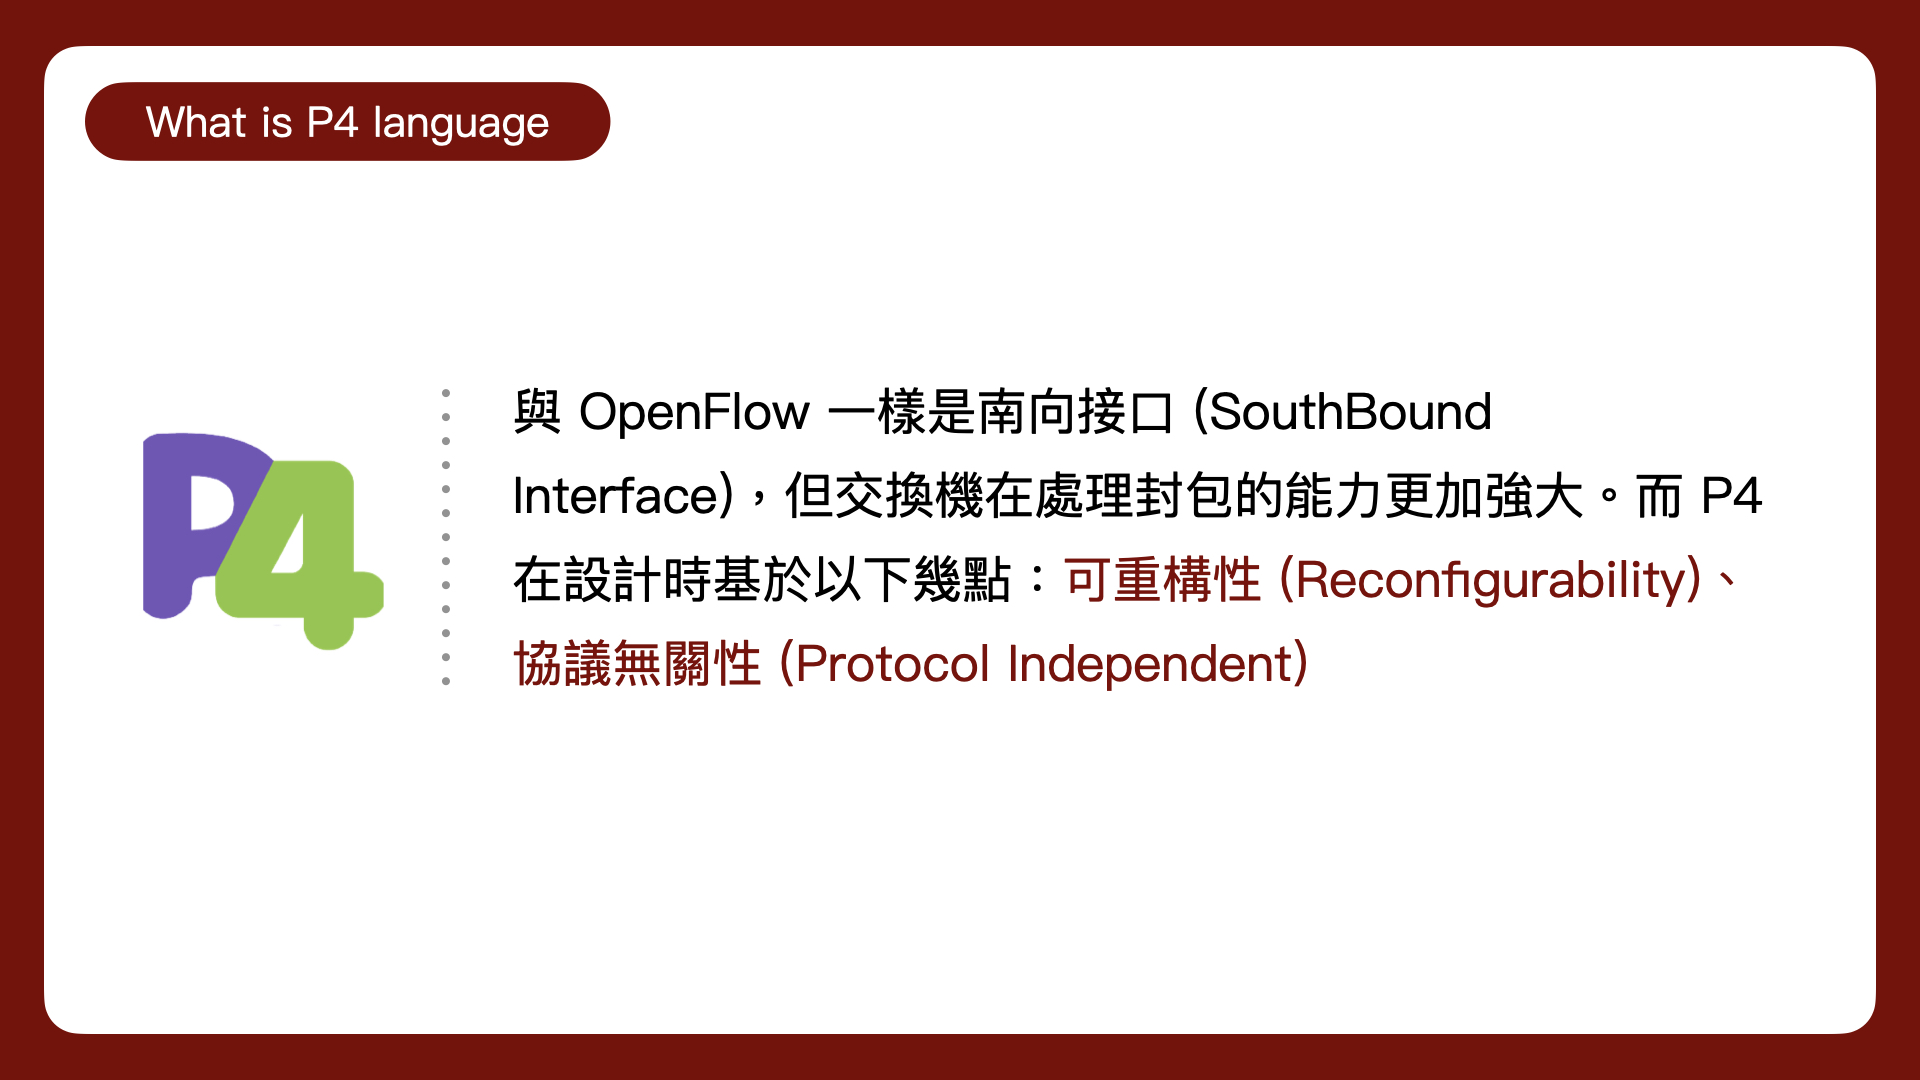 What is P4 language
P4
與 OpenFlow 一樣是南向接口 (SouthBound
Interface)，但交換機在處理封包的能力更加強大。而 P4
在設計時基於以下幾點：可重構性 (Reconfigurability)、
協議無關性 (Protocol Independent)